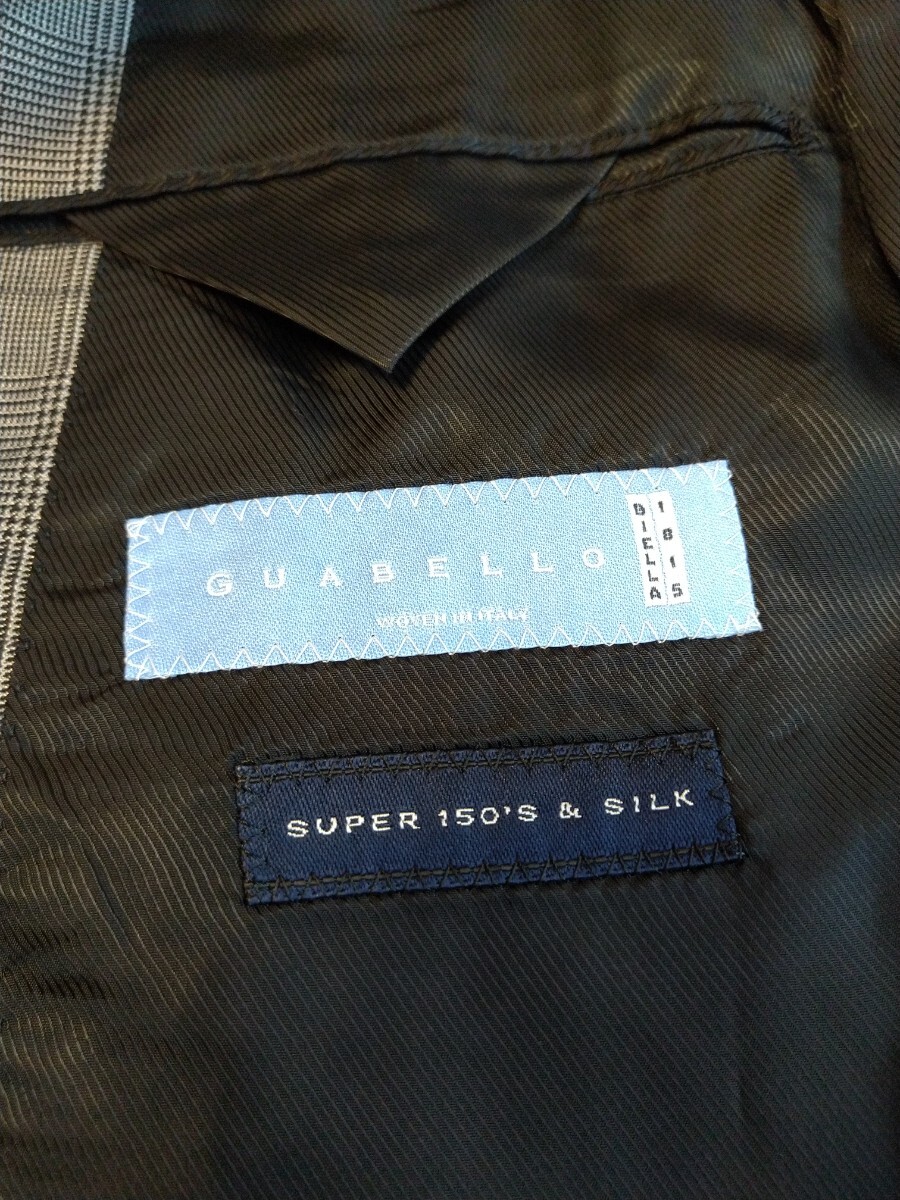 GUABELLO
BIELLA
1815
WOVEN IN ITALY
SUPER 150'S & SILK